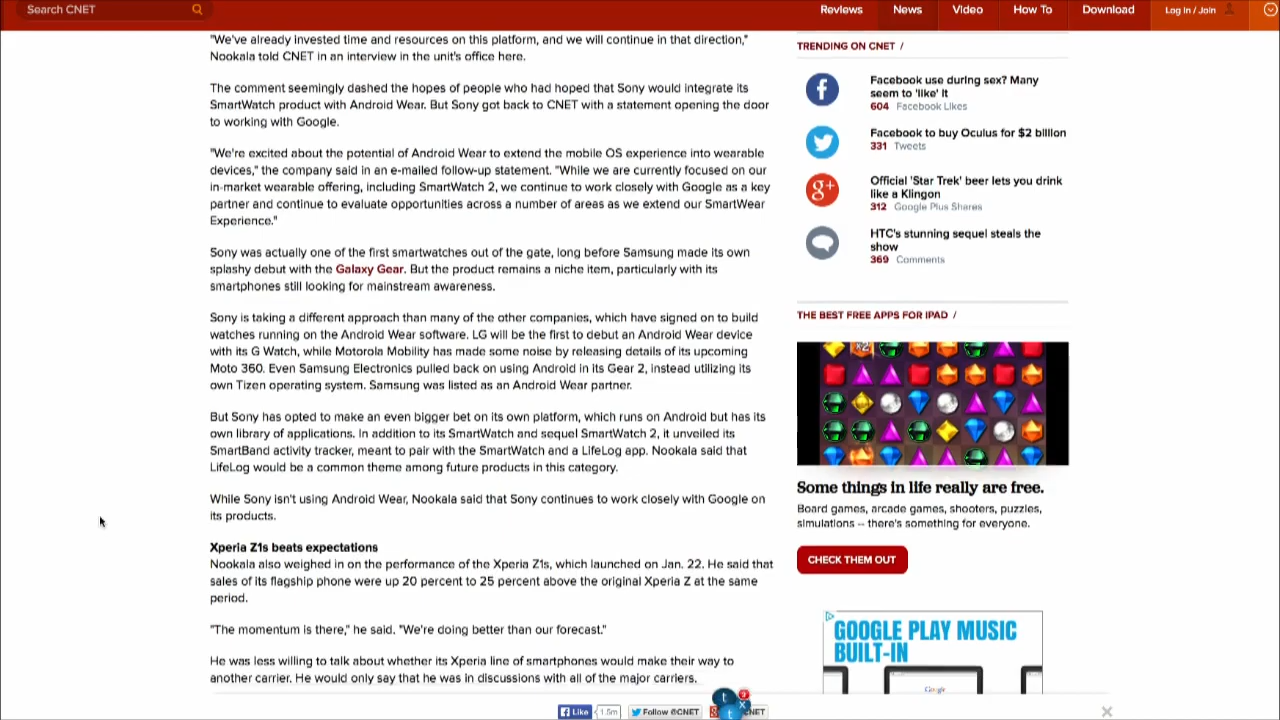 Search CNET
Reviews
News
Video
How To
Download
Log In / Join
"We've already invested time and resources on this platform, and we will continue in that direction,"
Nookala told CNET in an interview in the unit's office here.
The comment seemingly dashed the hopes of people who had hoped that Sony would integrate its
SmartWatch product with Android Wear. But Sony got back to CNET with a statement opening the door
to working with Google.
"We're excited about the potential of Android Wear to extend the mobile OS experience into wearable
devices," the company said in an e-mailed follow-up statement. "While we are currently focused on our
in-market wearable offering, including SmartWatch 2, we continue to work closely with Google as a key
partner and continue to evaluate opportunities across a number of areas as we extend our SmartWear
Experience."
Sony was actually one of the first smartwatches out of the gate, long before Samsung made its own
splashy debut with the Galaxy Gear. But the product remains a niche item, particularly with its
smartphones still looking for mainstream awareness.
Sony is taking a different approach than many of the other companies, which have signed on to build
watches running on the Android Wear software. LG will be the first to debut an Android Wear device
with its G Watch, while Motorola Mobility has made some noise by releasing details of its upcoming
Moto 360. Even Samsung Electronics pulled back on using Android in its Gear 2, instead utilizing its
own Tizen operating system. Samsung was listed as an Android Wear partner.
But Sony has opted to make an even bigger bet on its own platform, which runs on Android but has its
own library of applications. In addition to its SmartWatch and sequel SmartWatch 2, it unveiled its
SmartBand activity tracker, meant to pair with the SmartWatch and a LifeLog app. Nookala said that
LifeLog would be a common theme among future products in this category.
While Sony isn't using Android Wear, Nookala said that Sony continues to work closely with Google on
its products.
Xperia Z1s beats expectations
Nookala also weighed in on the performance of the Xperia Z1s, which launched on Jan. 22. He said that
sales of its flagship phone were up 20 percent to 25 percent above the original Xperia Z at the same
period.
"The momentum is there," he said. "We're doing better than our forecast."
He was less willing to talk about whether its Xperia line of smartphones would make their way to
another carrier. He would only say that he was in discussions with all of the major carriers.
TRENDING ON CNET /
Facebook use during sex? Many
seem to 'like' it
604 Facebook Likes
Facebook to buy Oculus for $2 billion
331 Tweets
Official 'Star Trek' beer lets you drink
like a Klingon
312 Google Plus Shares
HTC's stunning sequel steals the
show
369 Comments
THE BEST FREE APPS FOR IPAD /
Some things in life really are free.
Board games, arcade games, shooters, puzzles,
simulations -- there's something for everyone.
CHECK THEM OUT
GOOGLE PLAY MUSIC
BUILT-IN
Google
Like
1.5m
Follow @CNET
CNET